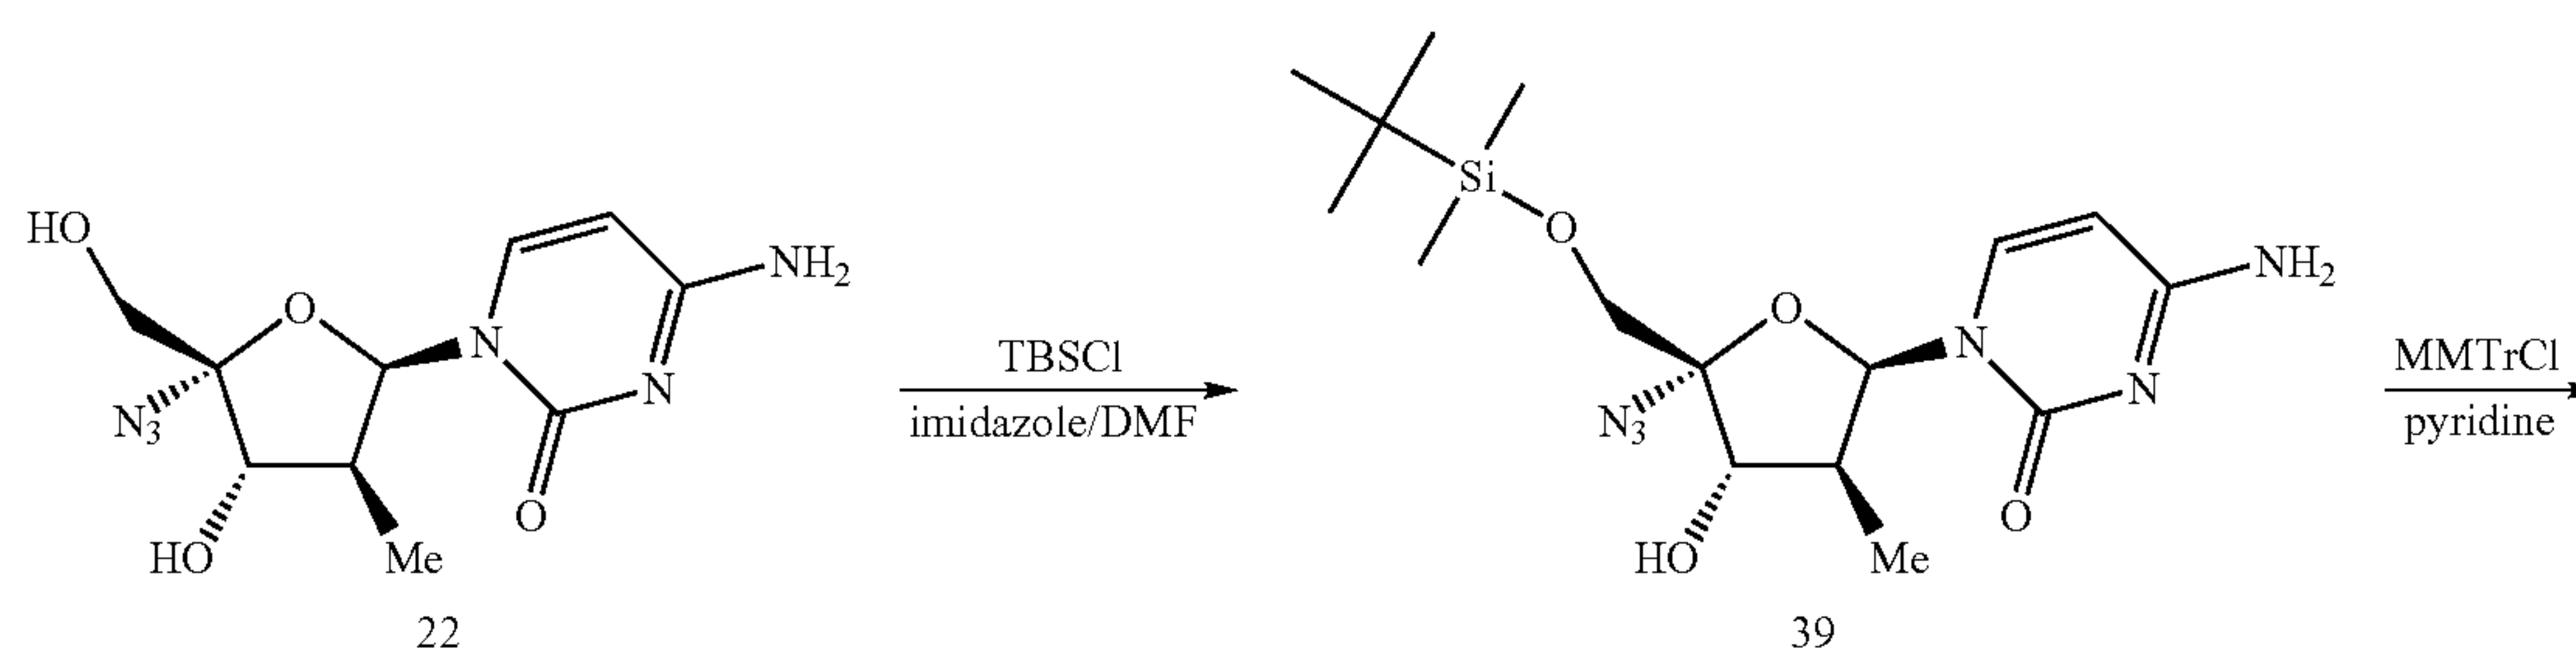 HO
O
N
NH₂
N₃
N
O
HO
Me
22
TBSCl
imidazole/DMF
Si
O
O
N
NH₂
N₃
N
O
HO
Me
39
MMTrCl
pyridine